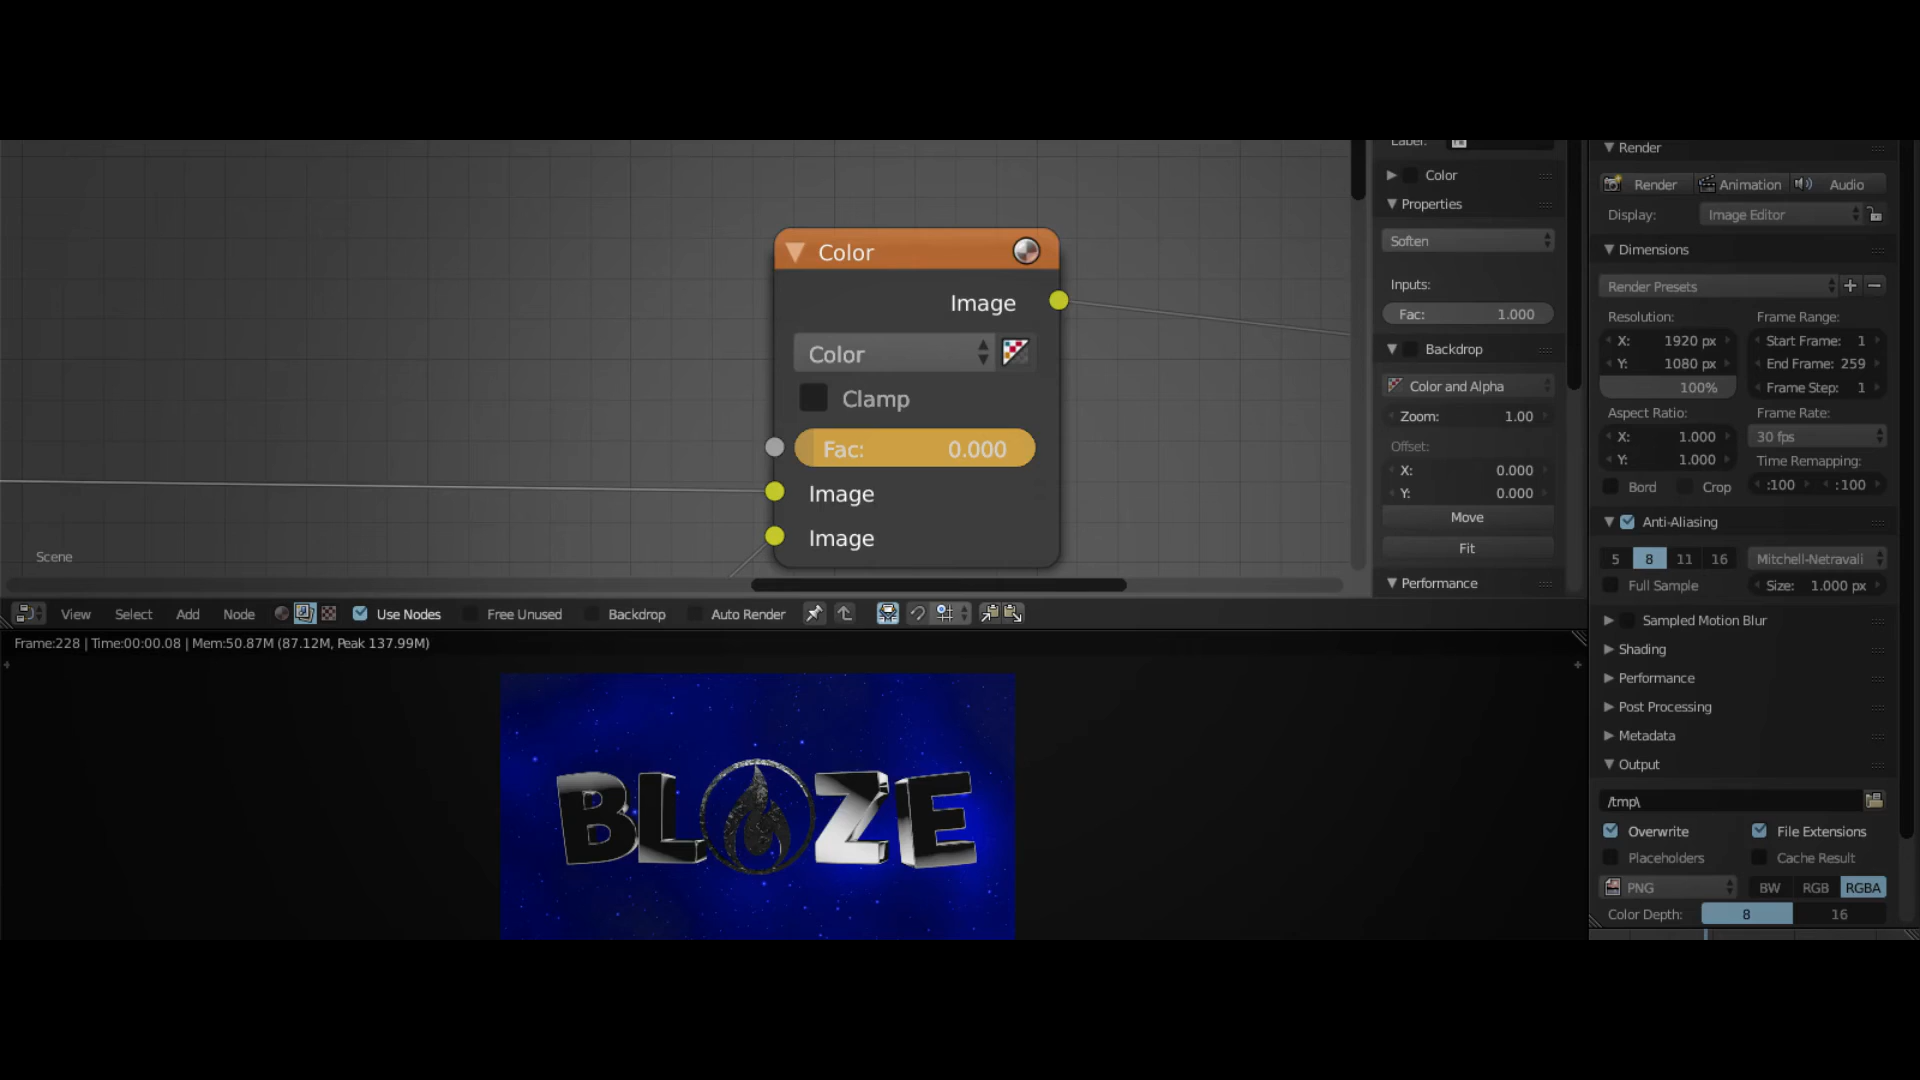 Label:
Color
Properties
Soften
Inputs:
Fac: 1.000
Backdrop
Color and Alpha
Zoom: 1.00
Offset:
X: 0.000
Y: 0.000
Move
Fit
Performance
Color
Image
Color
Clamp
Fac: 0.000
Image
Image
Scene
View Select Add Node Use Nodes Free Unused Backdrop Auto Render
Frame:228 | Time:00:00.08 | Mem:50.87M (87.12M, Peak 137.99M)
BL ZE
Render
Render Animation Audio
Display: Image Editor
Dimensions
Render Presets
Resolution: Frame Range:
X: 1920 px Start Frame: 1
Y: 1080 px End Frame: 259
100% Frame Step: 1
Aspect Ratio: Frame Rate:
X: 1.000 30 fps
Y: 1.000 Time Remapping:
Bord Crop :100 :100
Anti-Aliasing
5 8 11 16 Mitchell-Netravali
Full Sample Size: 1.000 px
Sampled Motion Blur
Shading
Performance
Post Processing
Metadata
Output
/tmp\
Overwrite File Extensions
Placeholders Cache Result
PNG BW RGB RGBA
Color Depth: 8 16